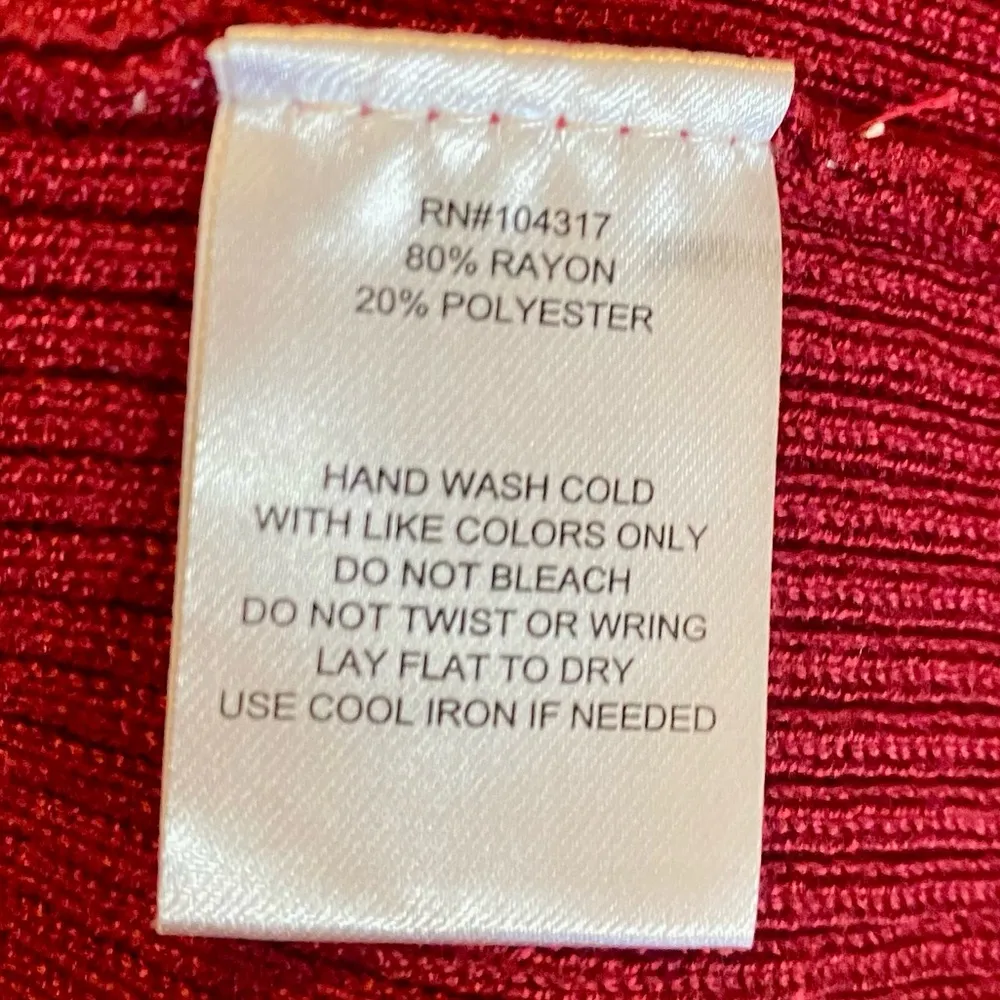 RN#104317
80% RAYON
20% POLYESTER
HAND WASH COLD
WITH LIKE COLORS ONLY
DO NOT BLEACH
DO NOT TWIST OR WRING
LAY FLAT TO DRY
USE COOL IRON IF NEEDED